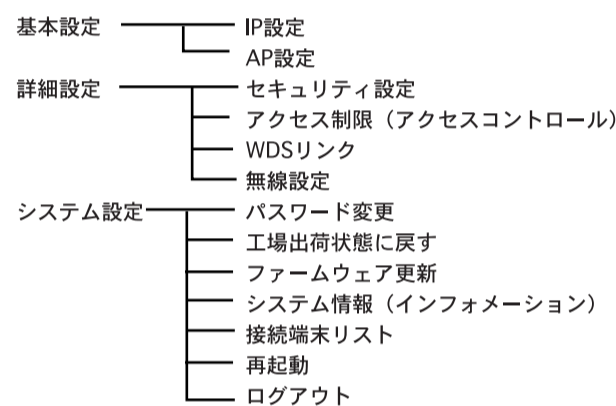 基本設定 IP設定
AP設定
詳細設定 セキュリティ設定
アクセス制限（アクセスコントロール）
WDSリンク
無線設定
システム設定 パスワード変更
工場出荷状態に戻す
ファームウェア更新
システム情報（インフォメーション）
接続端末リスト
再起動
ログアウト